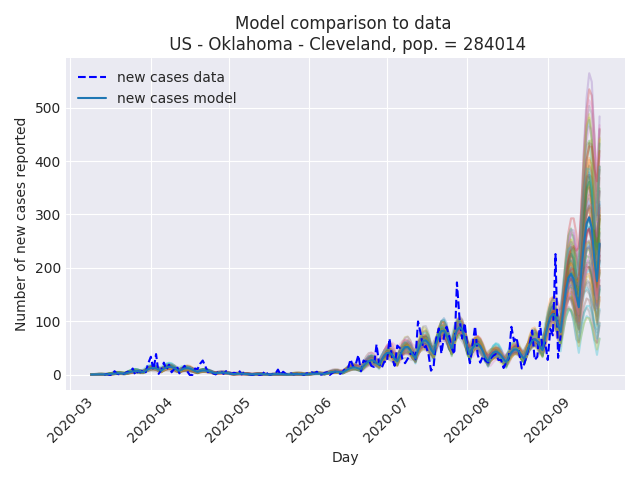 Model comparison to data
US - Oklahoma - Cleveland, pop. = 284014
new cases data
new cases model
Number of new cases reported
500
400
300
200
100
0
2020-03
2020-04
2020-05
2020-06
2020-07
2020-08
2020-09
Day